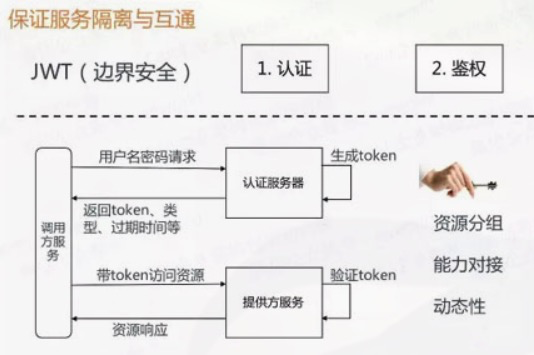 保证服务隔离与互通
JWT（边界安全）
1. 认证
2. 鉴权
用户名密码请求
生成token
认证服务器
返回token、类
型、过期时间等
调用
方服
务
资源分组
能力对接
动态性
带token访问资源
验证token
提供方服务
资源响应